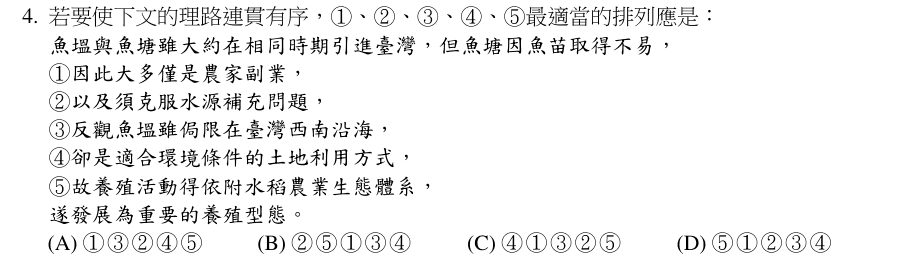 4. 若要使下文的理路連貫有序，①、②、③、④、⑤最適當的排列應是：
魚塭與魚塘雖大約在相同時期引進臺灣，但魚塘因魚苗取得不易，
①因此大多僅是農家副業，
②以及須克服水源補充問題，
③反觀魚塭雖侷限在臺灣西南沿海，
④卻是適合環境條件的土地利用方式，
⑤故養殖活動得依附水稻農業生態體系，
遂發展為重要的養殖型態。
(A) ①③②④⑤ (B) ②⑤①③④ (C) ④①③②⑤ (D) ⑤①②③④